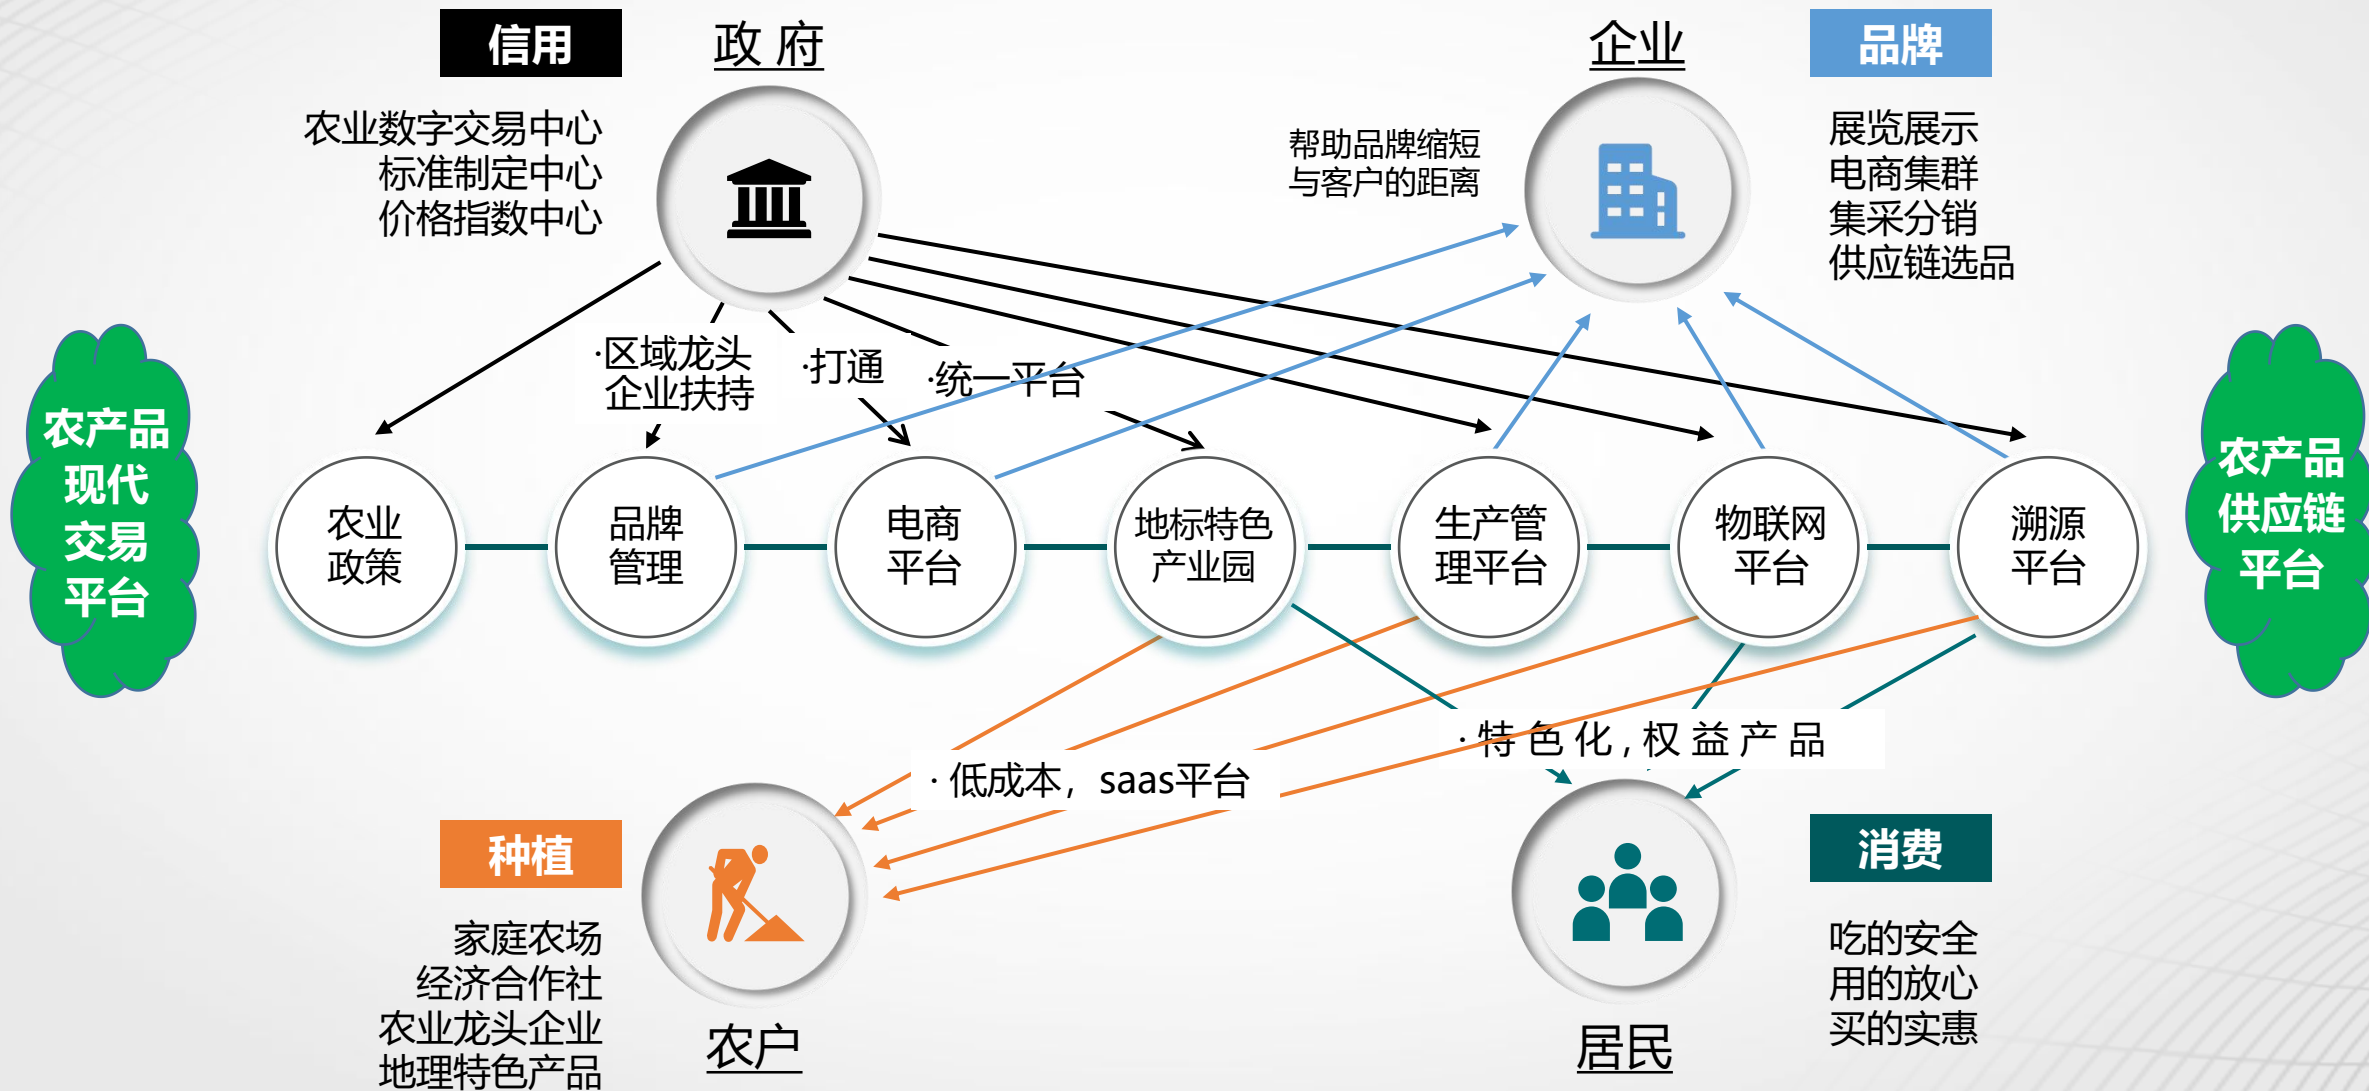 信用
政 府
企业
品牌
农业数字交易中心
标准制定中心
价格指数中心
帮助品牌缩短
与客户的距离
展览展示
电商集群
集采分销
供应链选品
·区域龙头
企业扶持
·打通
·统一平台
农产品
现代
交易
平台
农业
政策
品牌
管理
电商
平台
地标特色
产业园
生产管
理平台
物联网
平台
溯源
平台
农产品
供应链
平台
· 特 色 化 , 权 益 产 品
· 低成本，saas平台
种植
消费
家庭农场
经济合作社
农业龙头企业
地理特色产品
农户
居民
吃的安全
用的放心
买的实惠